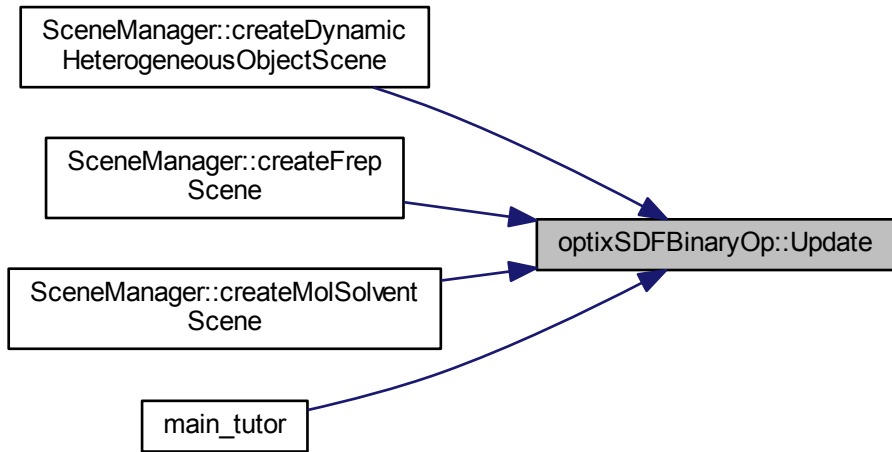 SceneManager::createDynamic
HeterogeneousObjectScene
SceneManager::createFrep
Scene
optixSDFBinaryOp::Update
SceneManager::createMolSolvent
Scene
main_tutor